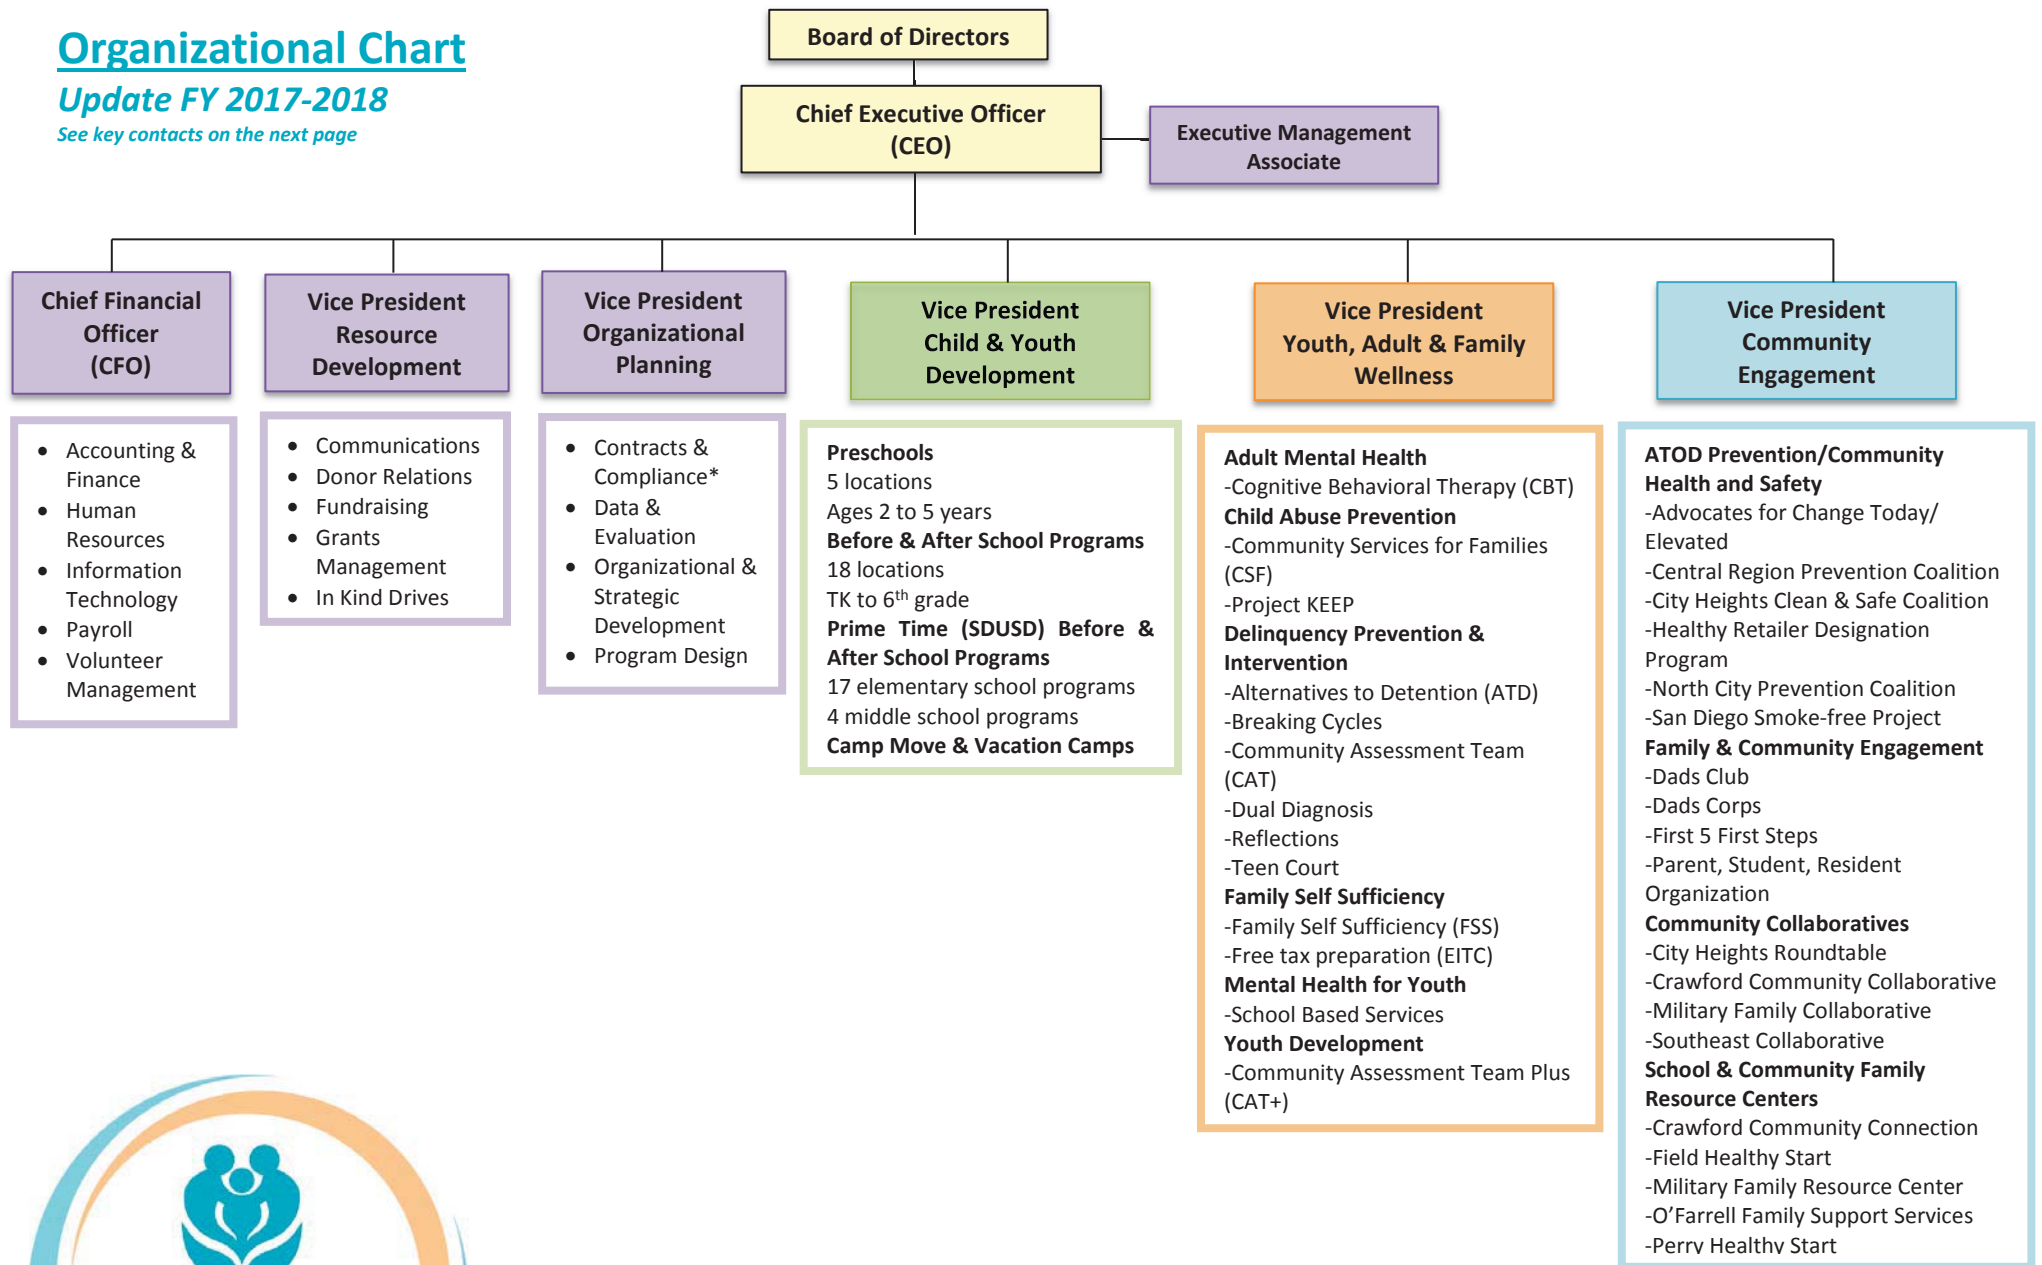 Organizational Chart
Update FY 2017-2018
See key contacts on the next page
Board of Directors
Chief Executive Officer
(CEO)
Executive Management
Associate
Chief Financial
Officer
(CFO)
Vice President
Resource
Development
Vice President
Organizational
Planning
Vice President
Child & Youth
Development
Vice President
Youth, Adult & Family
Wellness
Vice President
Community
Engagement
• Accounting &
Finance
• Human
Resources
• Information
Technology
• Payroll
• Volunteer
Management
• Communications
• Donor Relations
• Fundraising
• Grants
Management
• In Kind Drives
• Contracts &
Compliance*
• Data &
Evaluation
• Organizational &
Strategic
Development
• Program Design
Preschools
5 locations
Ages 2 to 5 years
Before & After School Programs
18 locations
TK to 6th grade
Prime Time (SDUSD) Before &
After School Programs
17 elementary school programs
4 middle school programs
Camp Move & Vacation Camps
Adult Mental Health
-Cognitive Behavioral Therapy (CBT)
Child Abuse Prevention
-Community Services for Families
(CSF)
-Project KEEP
Delinquency Prevention &
Intervention
-Alternatives to Detention (ATD)
-Breaking Cycles
-Community Assessment Team
(CAT)
-Dual Diagnosis
-Reflections
-Teen Court
Family Self Sufficiency
-Family Self Sufficiency (FSS)
-Free tax preparation (EITC)
Mental Health for Youth
-School Based Services
Youth Development
-Community Assessment Team Plus
(CAT+)
ATOD Prevention/Community
Health and Safety
-Advocates for Change Today/
Elevated
-Central Region Prevention Coalition
-City Heights Clean & Safe Coalition
-Healthy Retailer Designation
Program
-North City Prevention Coalition
-San Diego Smoke-free Project
Family & Community Engagement
-Dads Club
-Dads Corps
-First 5 First Steps
-Parent, Student, Resident
Organization
Community Collaboratives
-City Heights Roundtable
-Crawford Community Collaborative
-Military Family Collaborative
-Southeast Collaborative
School & Community Family
Resource Centers
-Crawford Community Connection
-Field Healthy Start
-Military Family Resource Center
-O’Farrell Family Support Services
-Perry Healthy Start